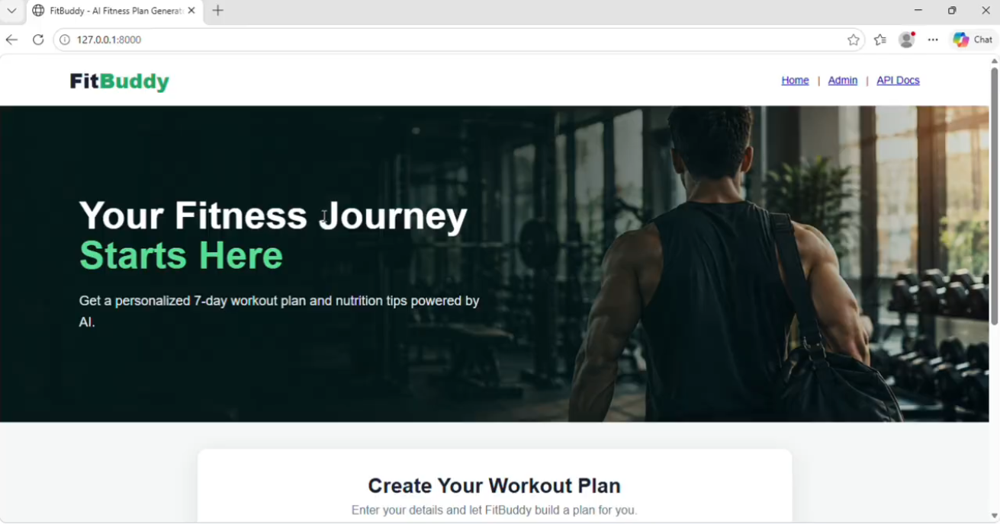 FitBuddy - AI Fitness Plan Generat
127.0.0.1:8000
Chat
FitBuddy
Home | Admin | API Docs
Your Fitness Journey
Starts Here
Get a personalized 7-day workout plan and nutrition tips powered by
AI.
Create Your Workout Plan
Enter your details and let FitBuddy build a plan for you.